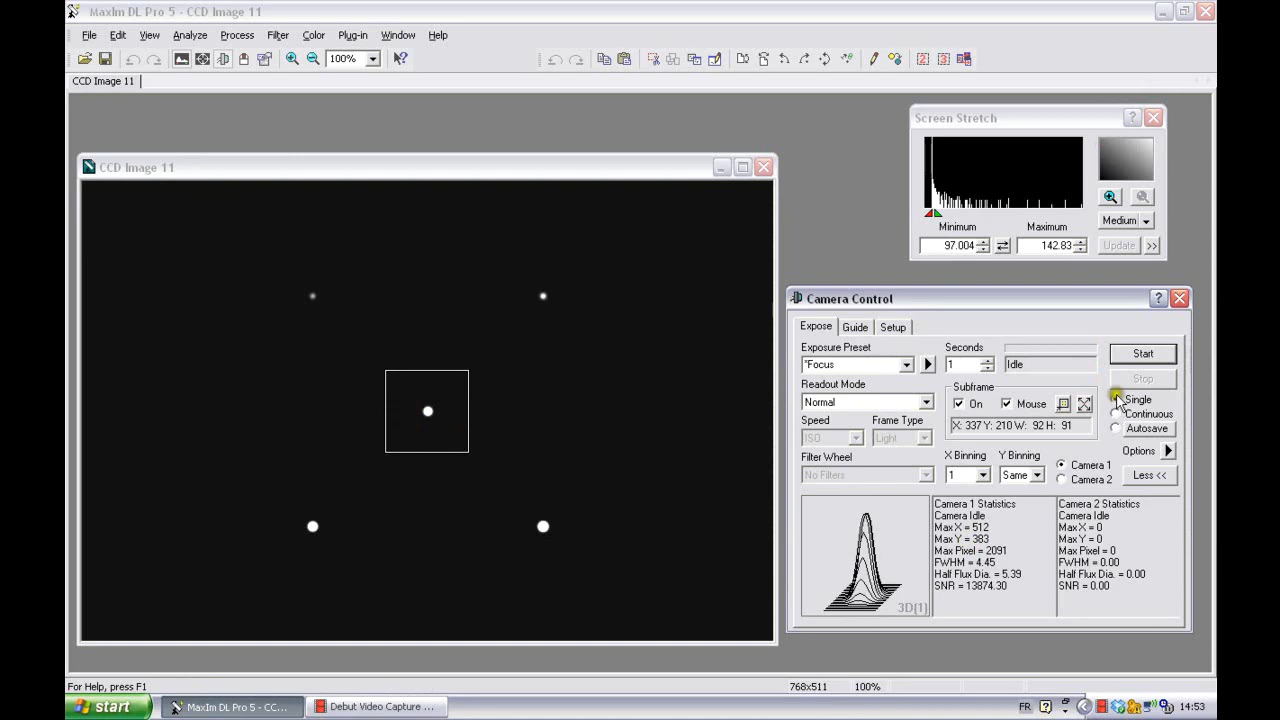 MaxIm DL Pro 5 - CCD Image 11
File Edit View Analyze Process Filter Color Plug-in Window Help
100%
CCD Image 11
Screen Stretch
CCD Image 11
Medium
Minimum Maximum
97.004 142.83 Update >>
Camera Control
Expose Guide Setup
Exposure Preset Seconds Start
*Focus 1 Idle
Readout Mode Subframe Stop
Normal On Mouse Single
Continuous
Speed Frame Type X: 337 Y: 210 W: 92 H: 91 Autosave
ISO Light
Filter Wheel X Binning Y Binning Camera 1 Options
No Filters 1 Same Camera 2 Less <<
Camera 1 Statistics
Camera Idle
Max X = 512
Max Y = 383
Max Pixel = 2091
FWHM = 4.45
Half Flux Dia. = 5.39
SNR = 13874.30
Camera 2 Statistics
Camera Idle
Max X = 0
Max Y = 0
Max Pixel = 0
FWHM = 0.00
Half Flux Dia. = 0.00
SNR = 0.00
3D[1]
For Help, press F1 768x511 100%
start MaxIm DL Pro 5 - CC... Debut Video Capture ... FR 14:53